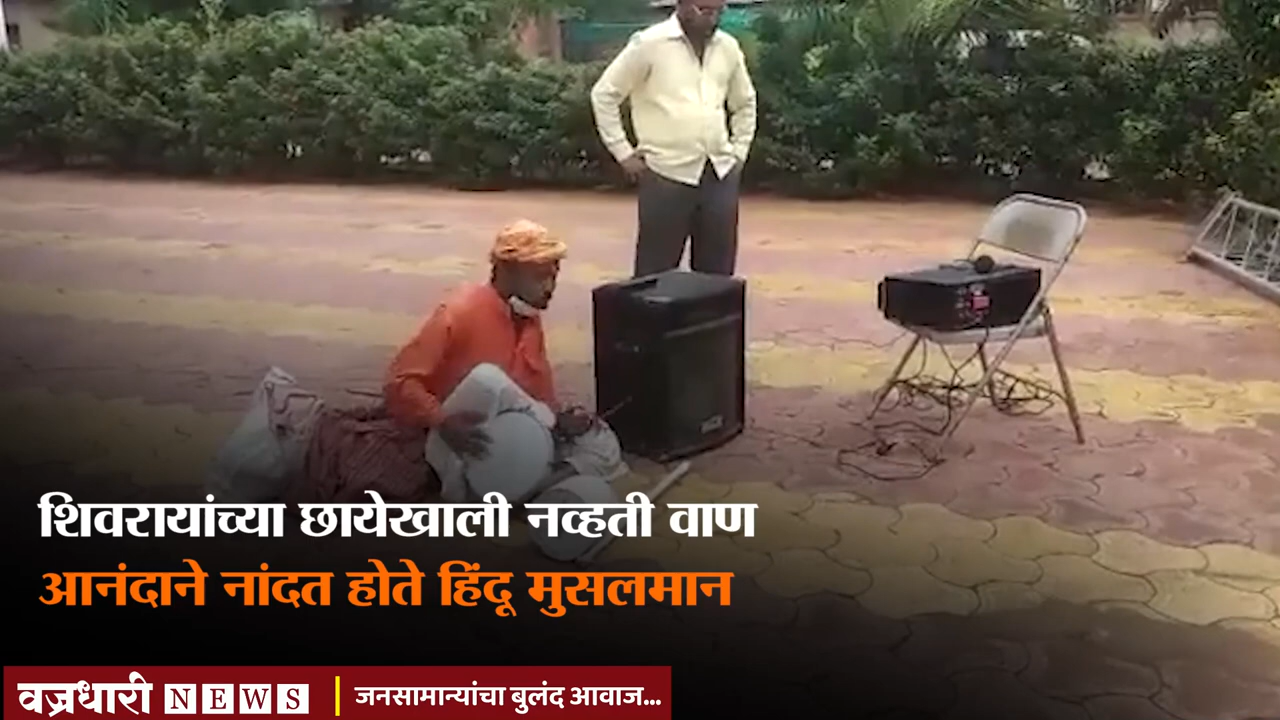 शिवरायांच्या छायेखाली नव्हती वाण
आनंदाने नांदत होते हिंदू मुसलमान
वज्रधारी NEWS | जनसामान्यांचा बुलंद आवाज...